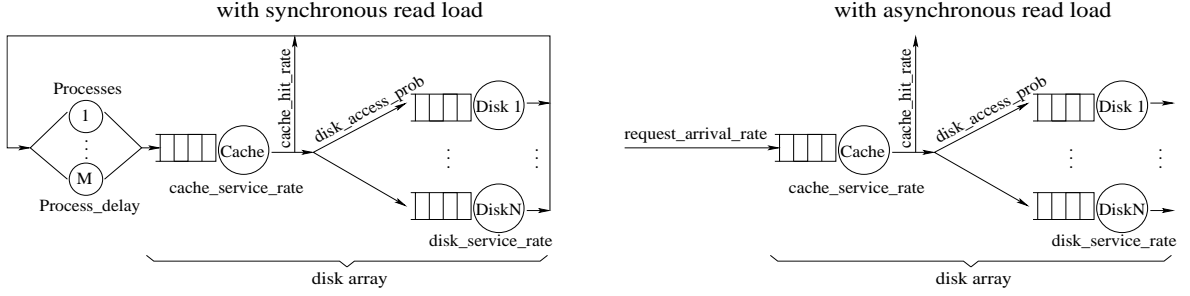 with synchronous read load
Processes
1
M
Process_delay
Cache
cache_service_rate
cache_hit_rate
disk_access_prob
Disk 1
DiskN
disk_service_rate
disk array
with asynchronous read load
request_arrival_rate
Cache
cache_service_rate
cache_hit_rate
disk_access_prob
Disk 1
DiskN
disk_service_rate
disk array